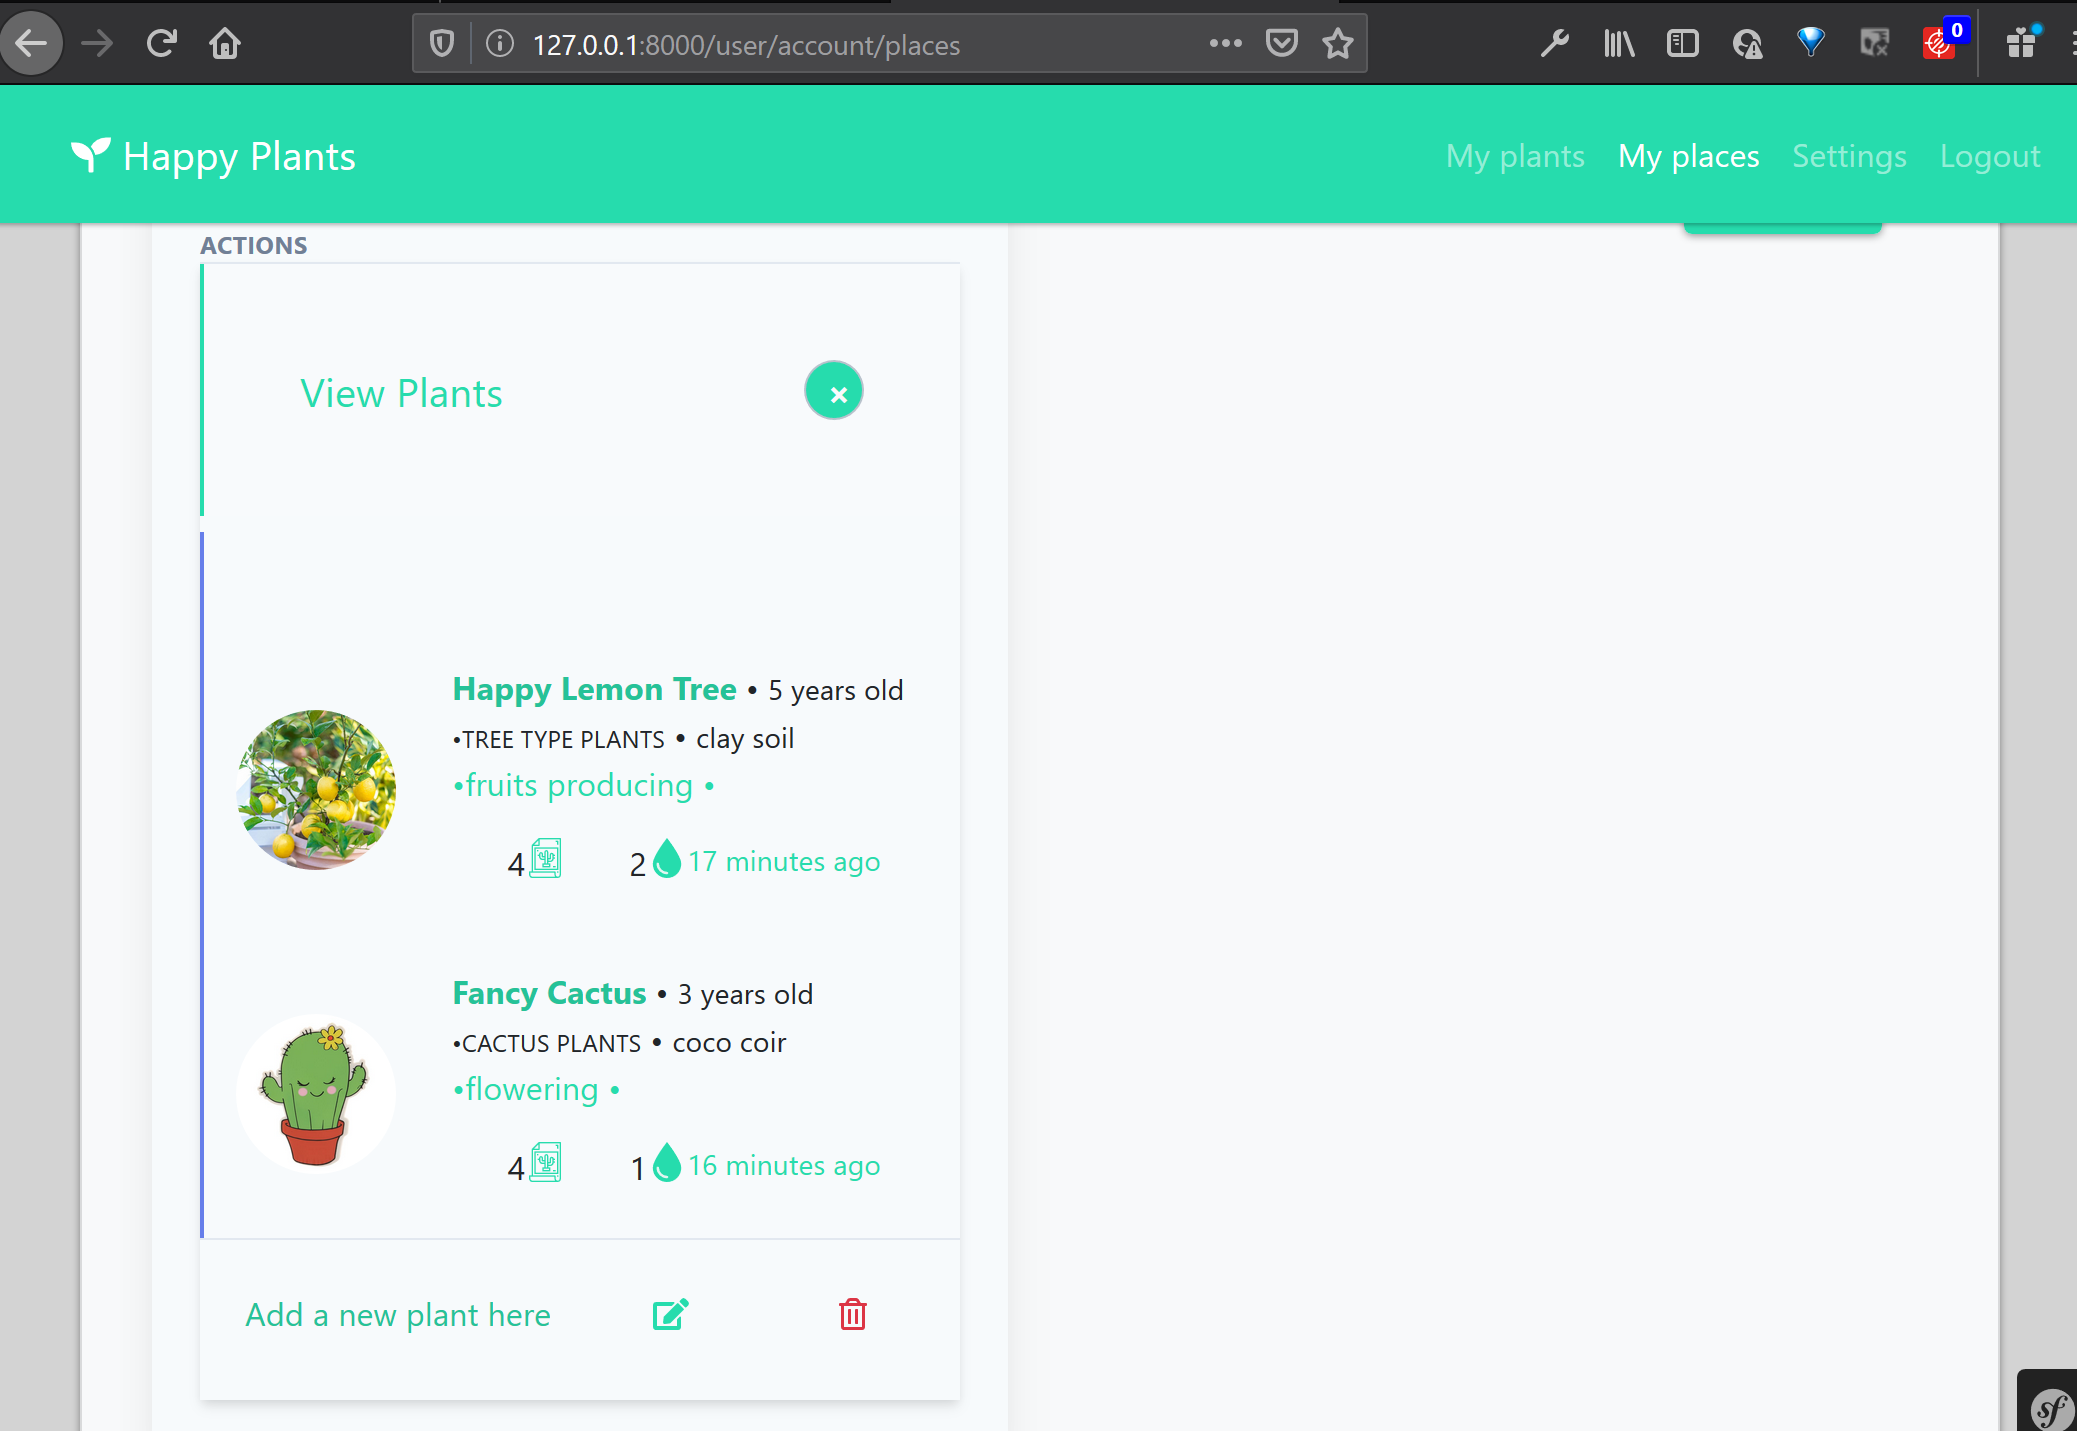 127.0.0.1:8000/user/account/places
0
Happy Plants
My plants
My places
Settings
Logout
ACTIONS
View Plants
Happy Lemon Tree • 5 years old
•TREE TYPE PLANTS • clay soil
•fruits producing •
4 2 17 minutes ago
Fancy Cactus • 3 years old
•CACTUS PLANTS • coco coir
•flowering •
4 1 16 minutes ago
Add a new plant here
sf